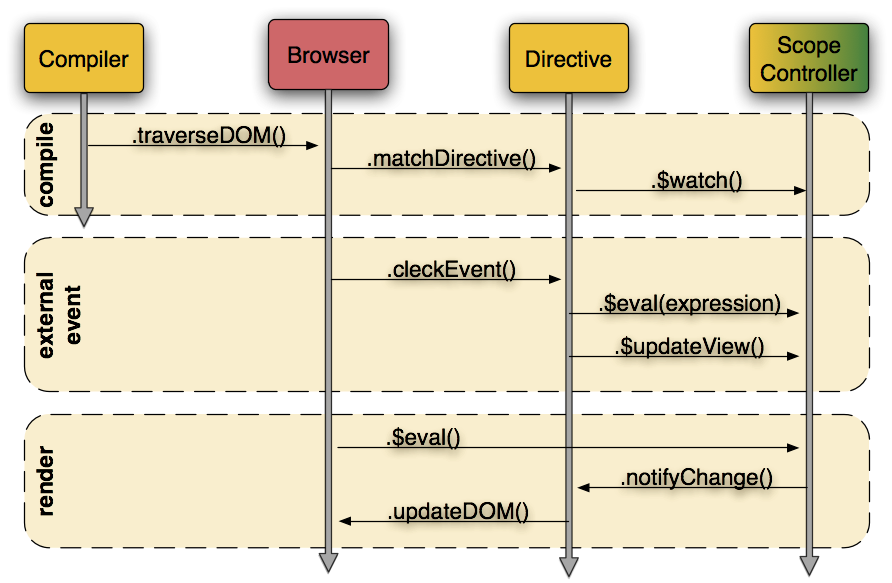 Compiler
Browser
Directive
Scope
Controller
compile
.traverseDOM()
.matchDirective()
.$watch()
external
event
.cleckEvent()
.$eval(expression)
.$updateView()
render
.$eval()
.notifyChange()
.updateDOM()